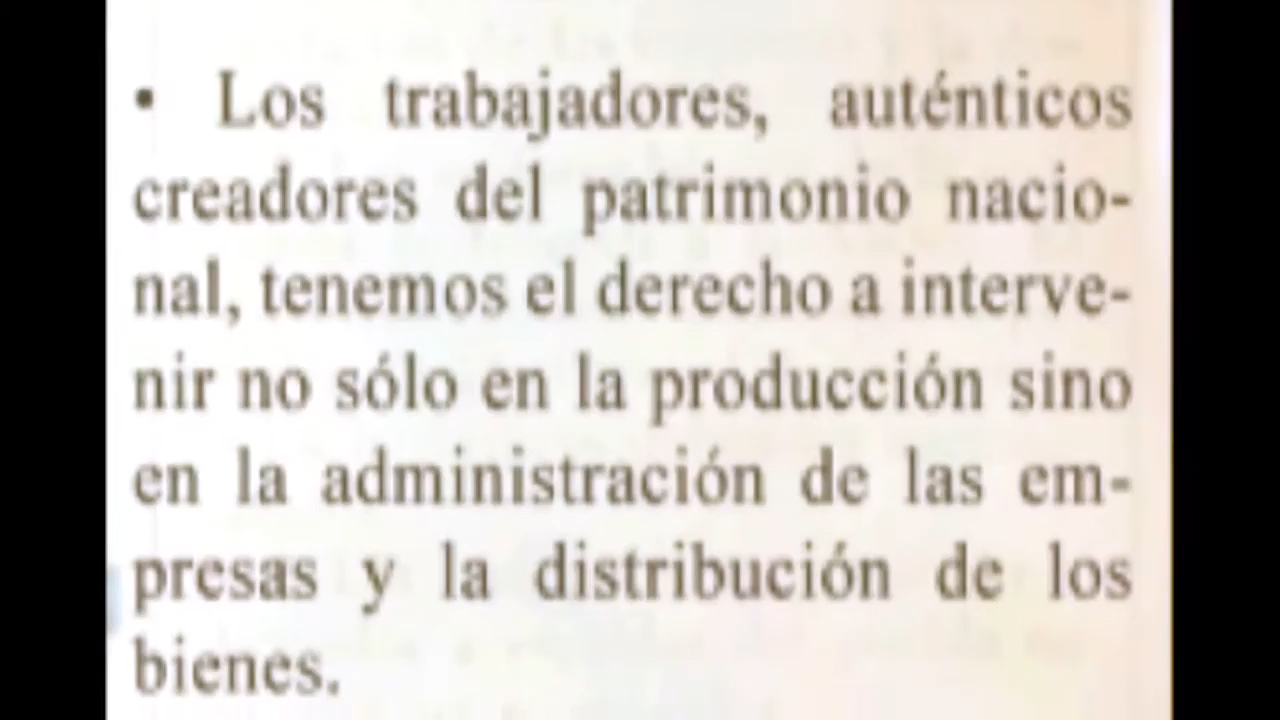 • Los trabajadores, auténticos
creadores del patrimonio nacio-
nal, tenemos el derecho a interve-
nir no sólo en la producción sino
en la administración de las em-
presas y la distribución de los
bienes.